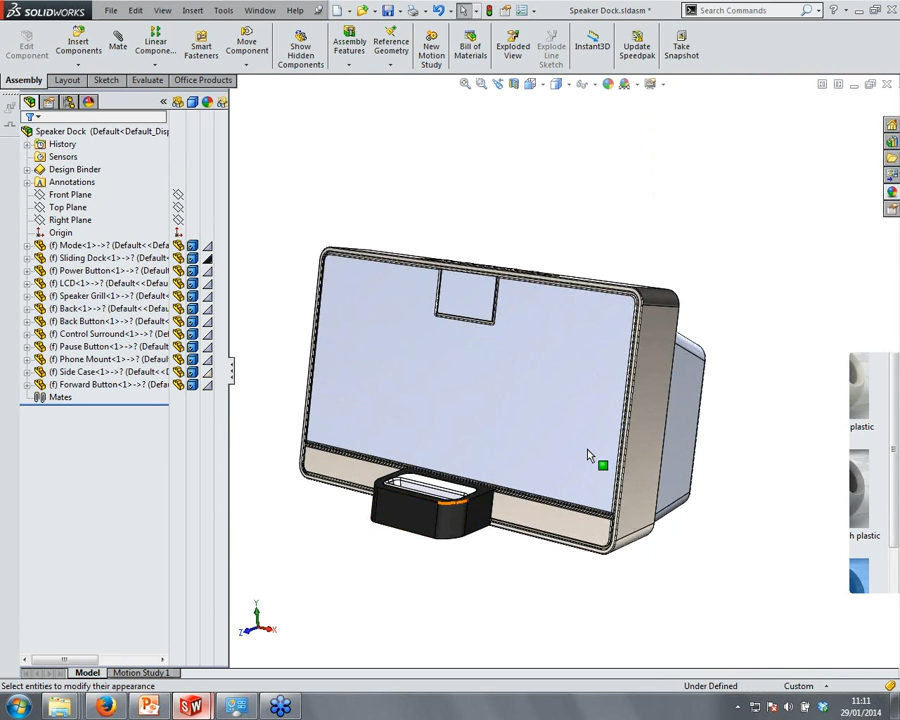 SOLIDWORKS File Edit View Insert Tools Window Help Speaker Dock.sldasm * Search Commands
Edit Component
Insert Components
Mate
Linear Compone...
Smart Fasteners
Move Component
Show Hidden Components
Assembly Features
Reference Geometry
New Motion Study
Bill of Materials
Exploded View
Explode Line Sketch
Instant3D
Update Speedpak
Take Snapshot
Assembly Layout Sketch Evaluate Office Products
Speaker Dock (Default<Default_Disp
History
Sensors
Design Binder
Annotations
Front Plane
Top Plane
Right Plane
Origin
(f) Mode<1>->? (Default<<Defa
(f) Sliding Dock<1>->? (Default
(f) Power Button<1>->? (Defaul
(f) LCD<1>->? (Default<<Defau
(f) Speaker Grill<1>->? (Default
(f) Back<1>->? (Default<<Defau
(f) Back Button<1>->? (Default
(f) Control Surround<1>->? (De
(f) Pause Button<1>->? (Defaul
(f) Phone Mount<1>->? (Defaul
(f) Side Case<1>->? (Default<<D
(f) Forward Button<1>->? (Defa
Mates
plastic
h plastic
Y
Z X
Model Motion Study 1
Select entities to modify their appearance Under Defined Custom
11:11
29/01/2014